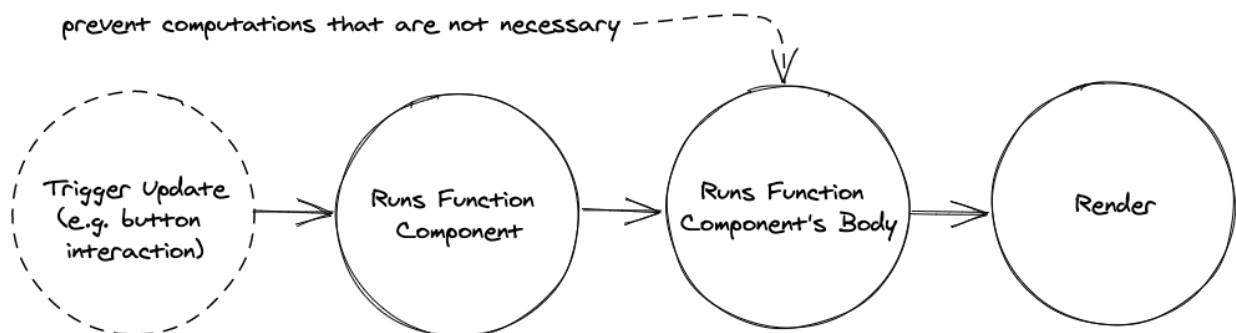 prevent computations that are not necessary
Trigger Update
(e.g. button
interaction)
Runs Function
Component
Runs Function
Component's Body
Render